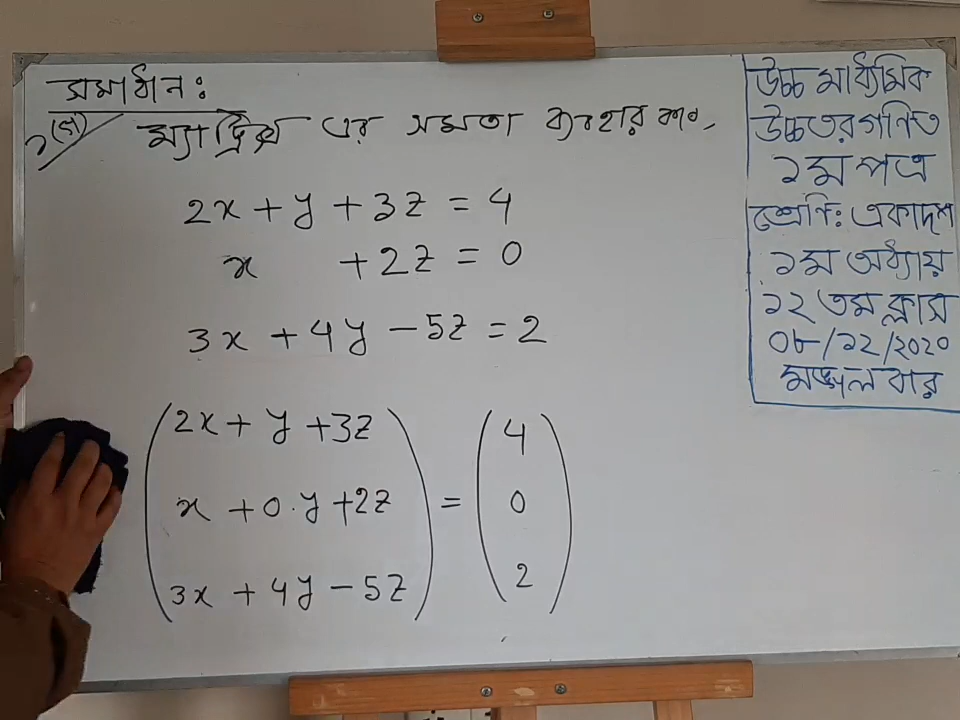 সমাধান:
ম্যাট্রিক্স এর সমতা ব্যবহার করে,
2x + y + 3z = 4
x + 2z = 0
3x + 4y - 5z = 2
2x + y + 3z
x + 0.y + 2z
3x + 4y - 5z
=
4
0
2
উচ্চ মাধ্যমিক
উচ্চতর গণিত
১ম পত্র
শ্রেণি: একাদশ
১ম অধ্যায়
১২ তম ক্লাস
০৮/১২/২০২০
মঙ্গল বার